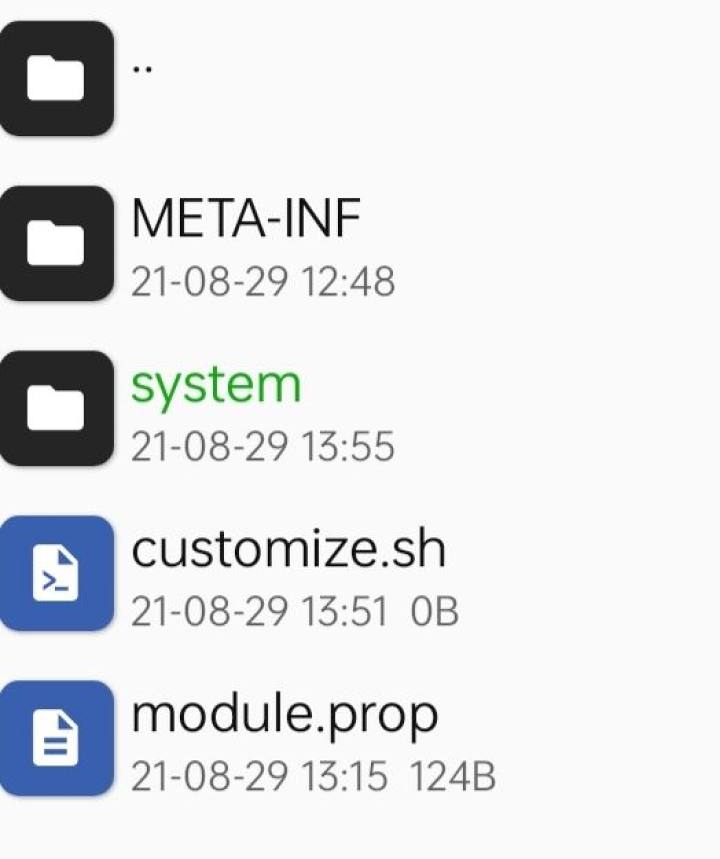 ..
META-INF
21-08-29 12:48
system
21-08-29 13:55
customize.sh
21-08-29 13:51 0B
module.prop
21-08-29 13:15 124B